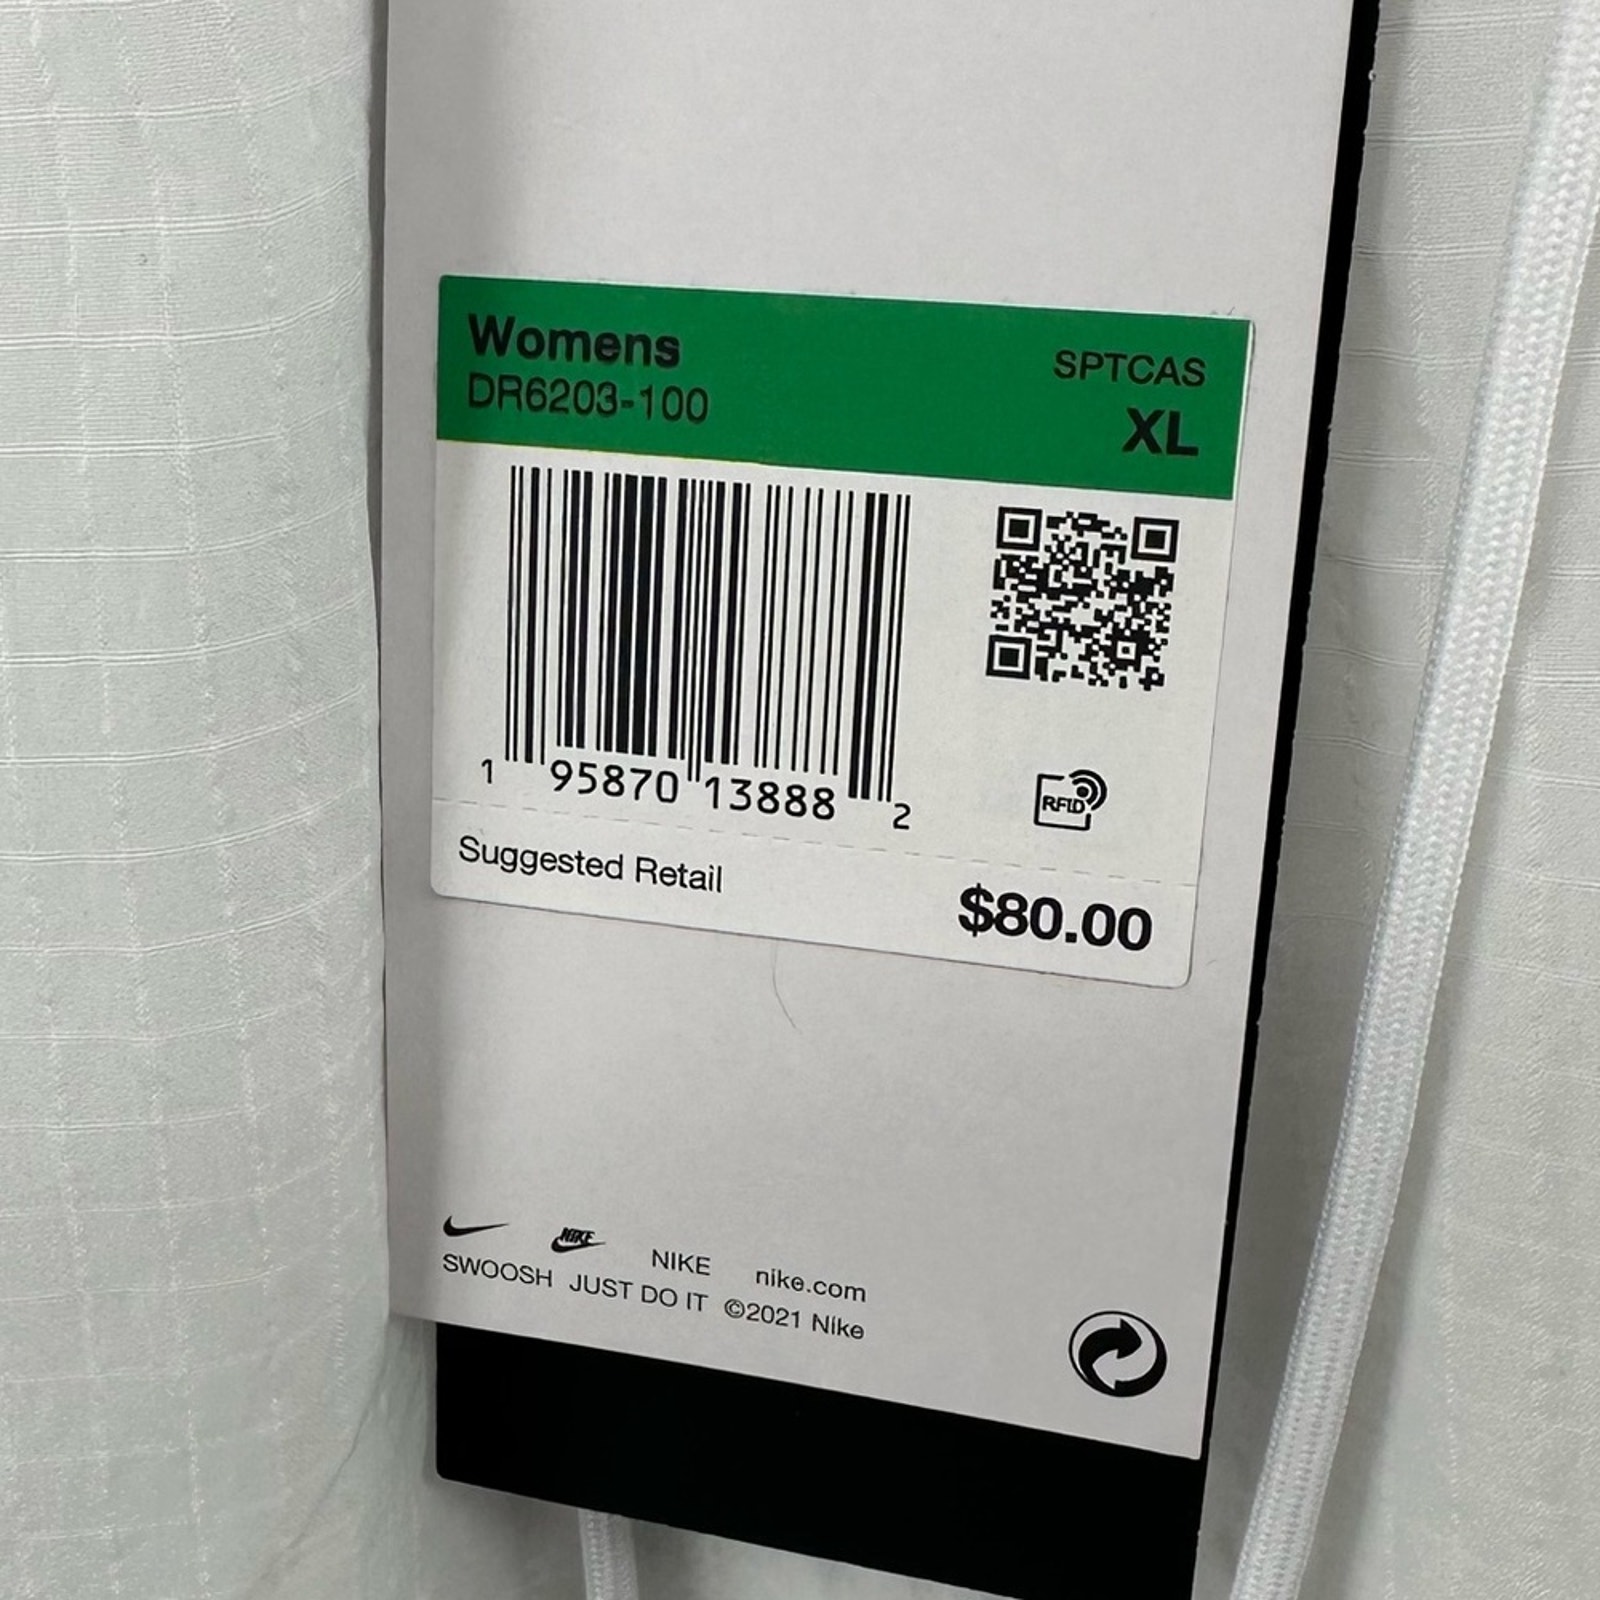 Womens
SPTCAS
DR6203-100
XL
1 95870 13888 2
RFID
Suggested Retail
$80.00
NIKE NIKE nike.com
SWOOSH JUST DO IT ©2021 Nike